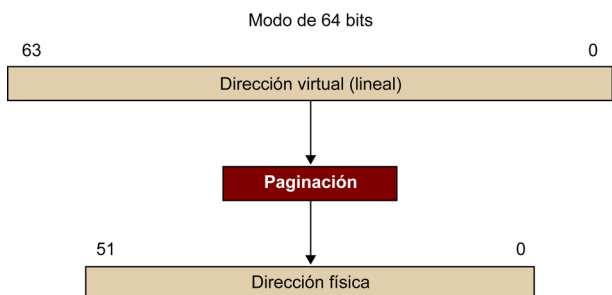 Modo de 64 bits
63 0
Dirección virtual (lineal)
Paginación
51 0
Dirección física